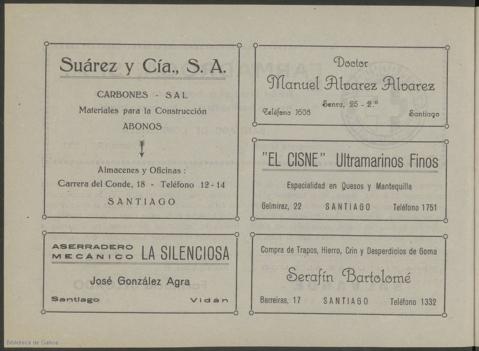 Suárez y Cía., S. A.
CARBONES - SAL
Materiales para la Construcción
ABONOS
Almacenes y Oficinas :
Carrera del Conde, 18 - Teléfono 12-14
SANTIAGO
ASERRADERO
MECÁNICO LA SILENCIOSA
José González Agra
Santiago Vidán
Doctor
Manuel Alvarez Alvarez
Senra, 25 - 2.º
Teléfono 1608 Santiago
"EL CISNE" Ultramarinos Finos
Especialidad en Quesos y Mantequilla
Gelmírez, 22 SANTIAGO Teléfono 1751
Compra de Trapos, Hierro, Crin y Desperdicios de Goma
Serafín Bartolomé
Barreiras, 17 SANTIAGO Teléfono 1332
Biblioteca de Galicia